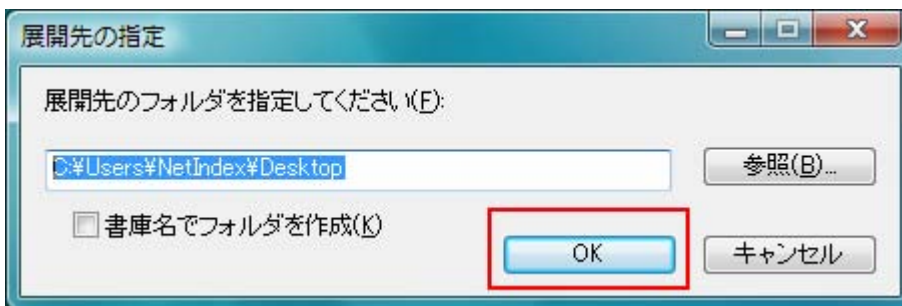 展開先の指定
展開先のフォルダを指定してください(F):
C:¥Users¥NetIndex¥Desktop
参照(B)...
書庫名でフォルダを作成(K)
OK
キャンセル